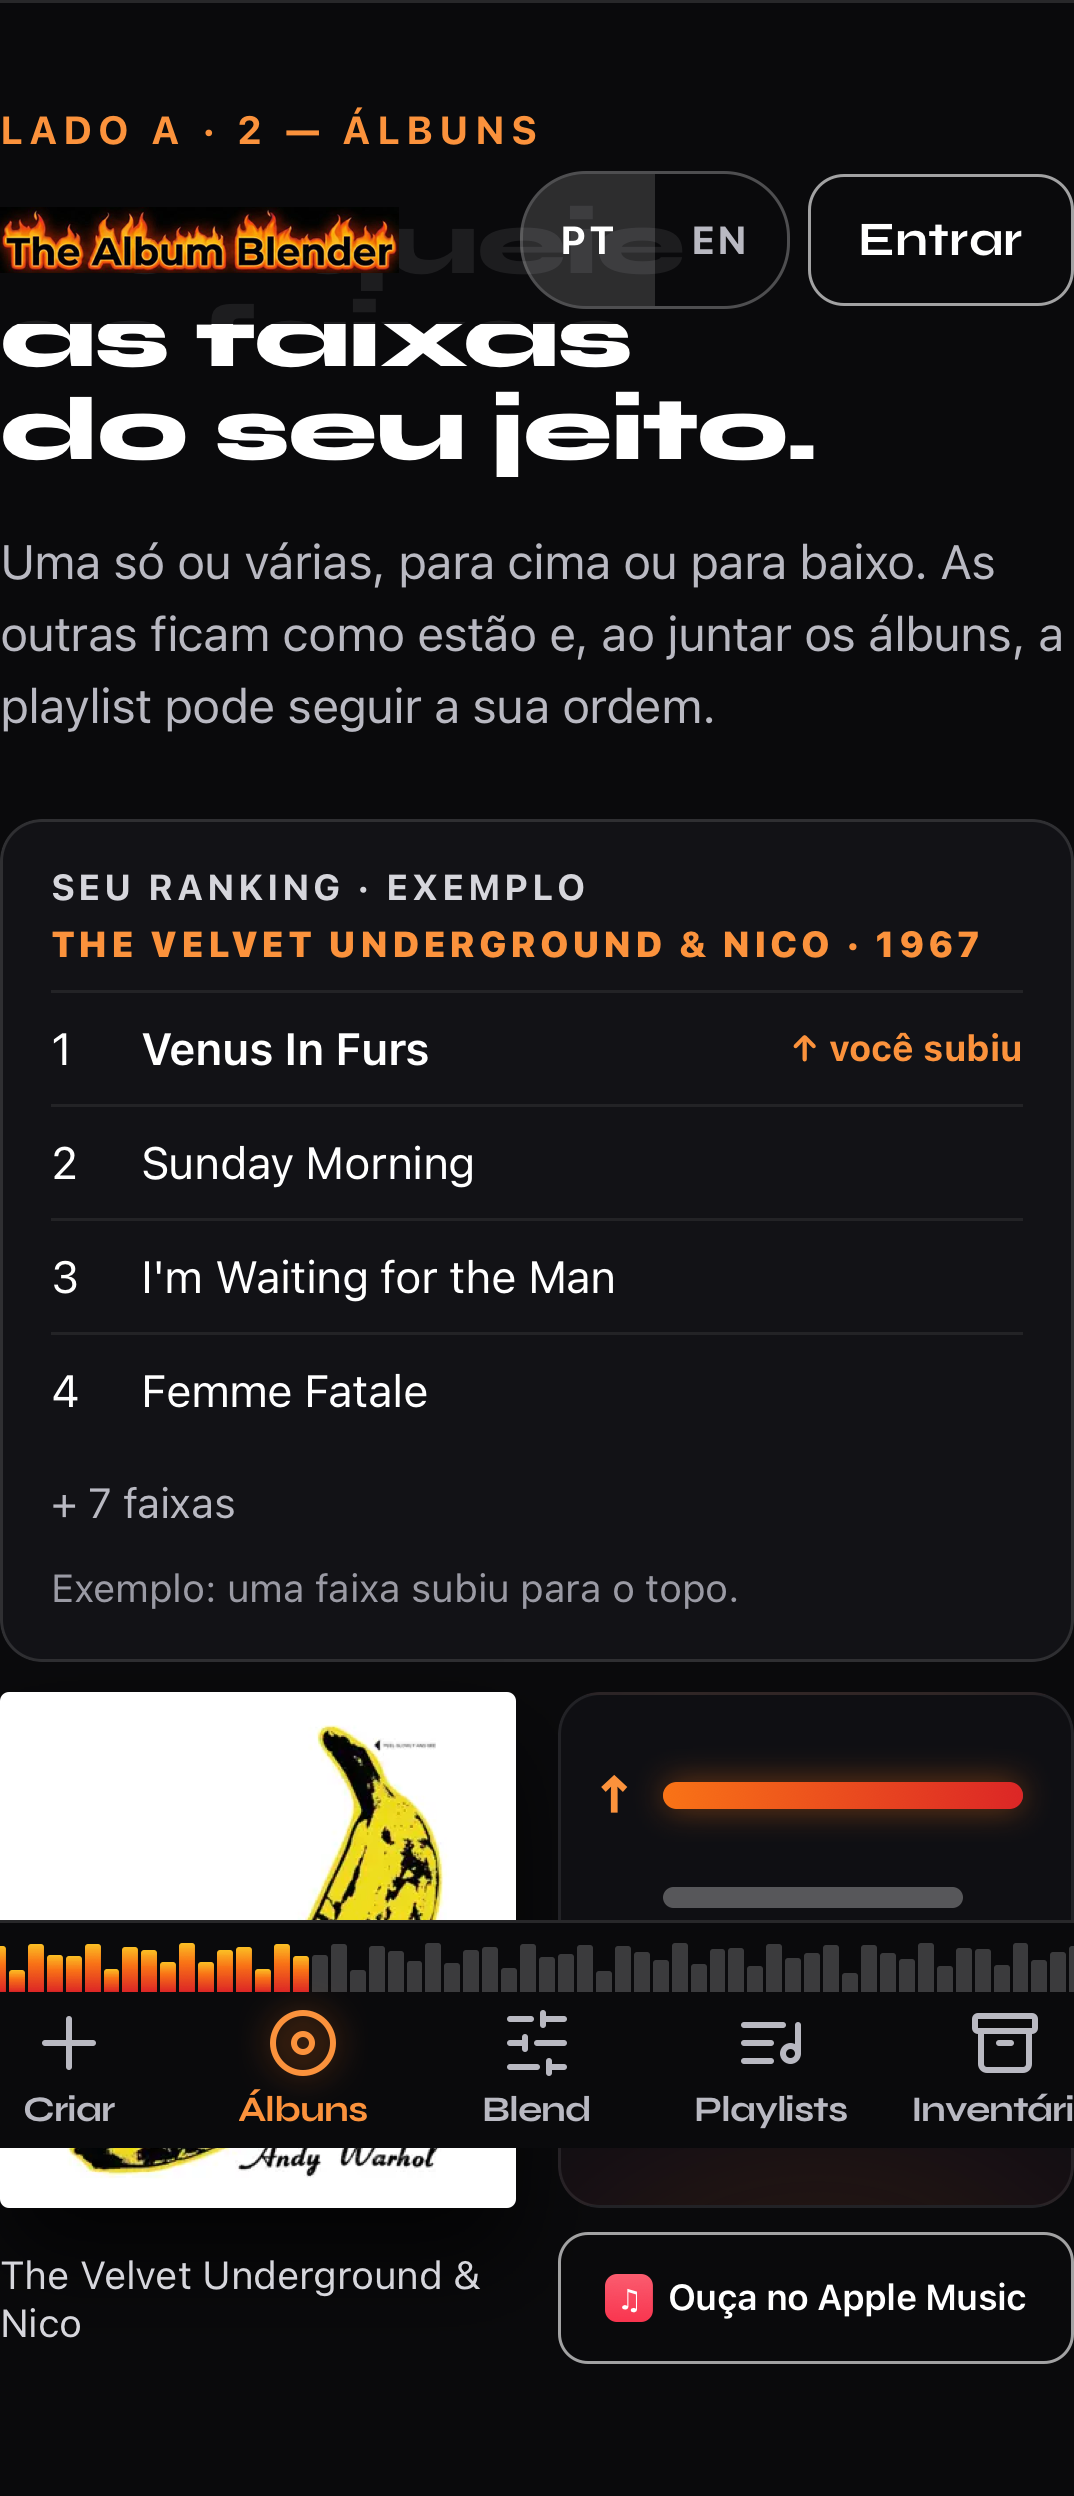 LADO A · 2 — ÁLBUNS
The Album Blender
PT EN
Entrar
as faixas
do seu jeito.
Uma só ou várias, para cima ou para baixo. As
outras ficam como estão e, ao juntar os álbuns, a
playlist pode seguir a sua ordem.
SEU RANKING · EXEMPLO
THE VELVET UNDERGROUND & NICO · 1967
1 Venus In Furs ↑ você subiu
2 Sunday Morning
3 I'm Waiting for the Man
4 Femme Fatale
+ 7 faixas
Exemplo: uma faixa subiu para o topo.
Criar
Álbuns
Blend
Playlists
Inventári
Andy Warhol
The Velvet Underground &
Nico
Ouça no Apple Music